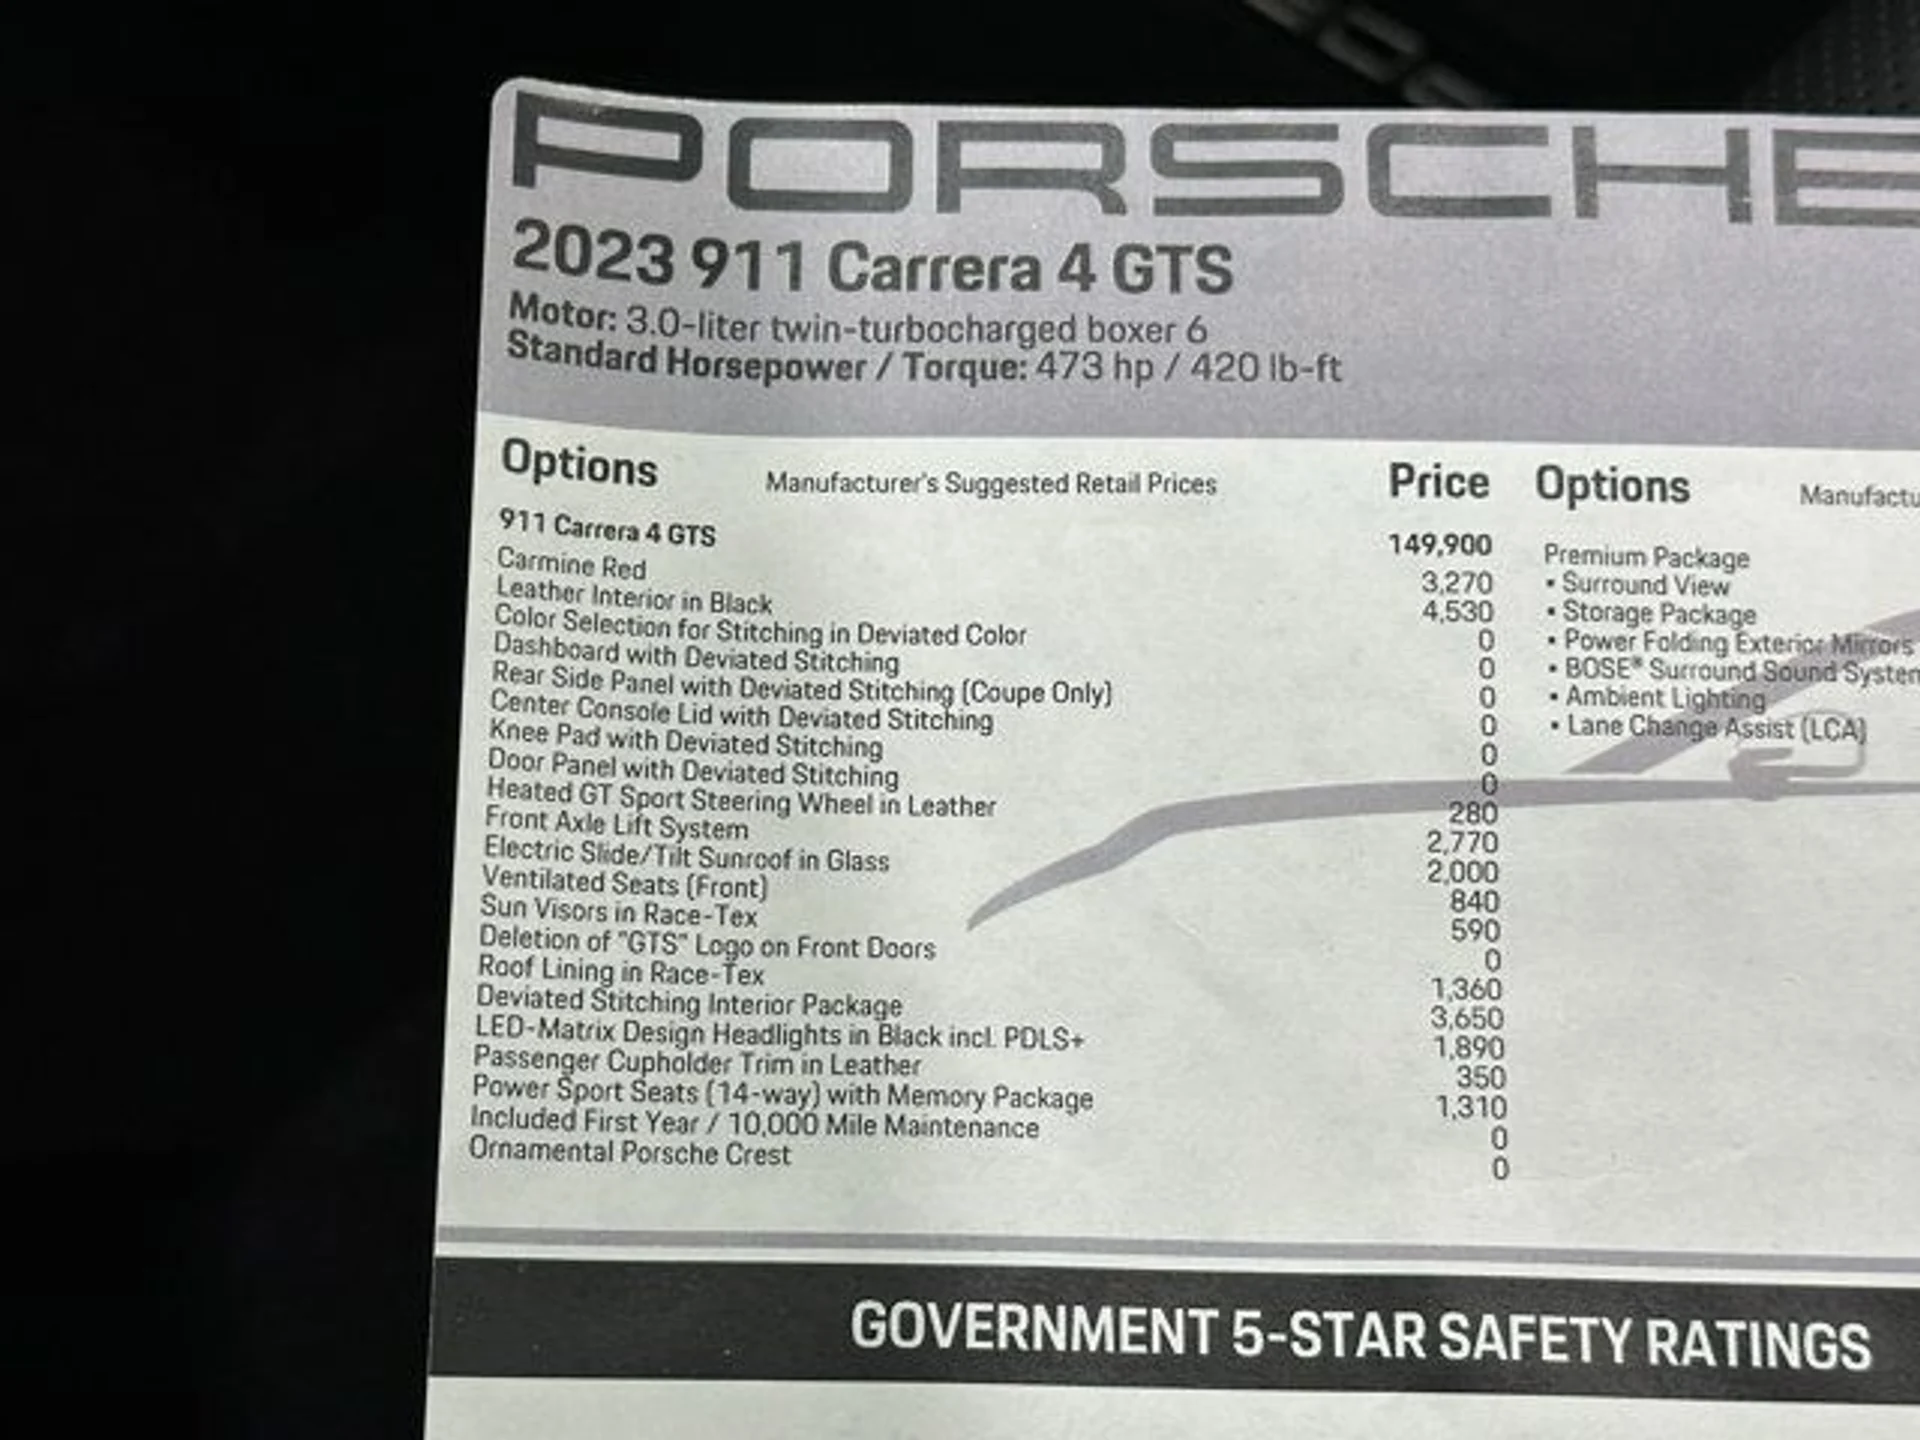 PORSCHE
2023 911 Carrera 4 GTS
Motor: 3.0-liter twin-turbocharged boxer 6
Standard Horsepower / Torque: 473 hp / 420 lb-ft
Options Manufacturer's Suggested Retail Prices Price
911 Carrera 4 GTS 149,900
Carmine Red 3,270
Leather Interior in Black 4,530
Color Selection for Stitching in Deviated Color 0
Dashboard with Deviated Stitching 0
Rear Side Panel with Deviated Stitching (Coupe Only) 0
Center Console Lid with Deviated Stitching 0
Knee Pad with Deviated Stitching 0
Door Panel with Deviated Stitching 0
Heated GT Sport Steering Wheel in Leather 280
Front Axle Lift System 2,770
Electric Slide/Tilt Sunroof in Glass 2,000
Ventilated Seats (Front) 840
Sun Visors in Race-Tex 590
Deletion of "GTS" Logo on Front Doors 0
Roof Lining in Race-Tex 1,360
Deviated Stitching Interior Package 3,650
LED-Matrix Design Headlights in Black incl. PDLS+ 1,890
Passenger Cupholder Trim in Leather 350
Power Sport Seats (14-way) with Memory Package 1,310
Included First Year / 10,000 Mile Maintenance 0
Ornamental Porsche Crest 0
Options Manufactu
Premium Package
• Surround View
• Storage Package
• Power Folding Exterior Mirrors
• BOSE® Surround Sound System
• Ambient Lighting
• Lane Change Assist (LCA)
GOVERNMENT 5-STAR SAFETY RATINGS